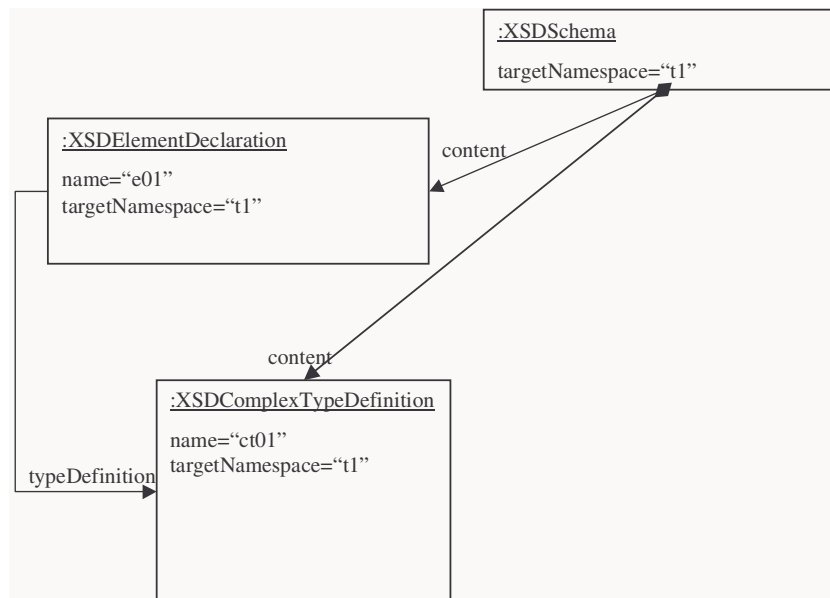 :XSDSchema
targetNamespace=“t1”
:XSDElementDeclaration
name=“e01”
targetNamespace=“t1”
content
content
:XSDComplexTypeDefinition
name=“ct01”
targetNamespace=“t1”
typeDefinition